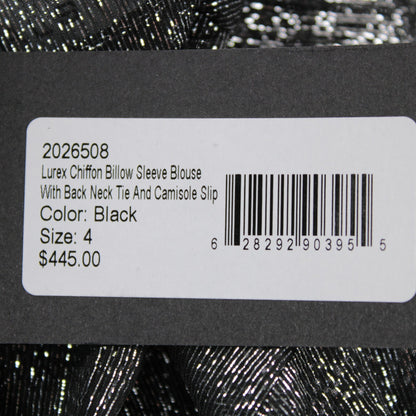 2026508
Lurex Chiffon Billow Sleeve Blouse
With Back Neck Tie And Camisole Slip
Color: Black
Size: 4
$445.00
6 28292 90395 5